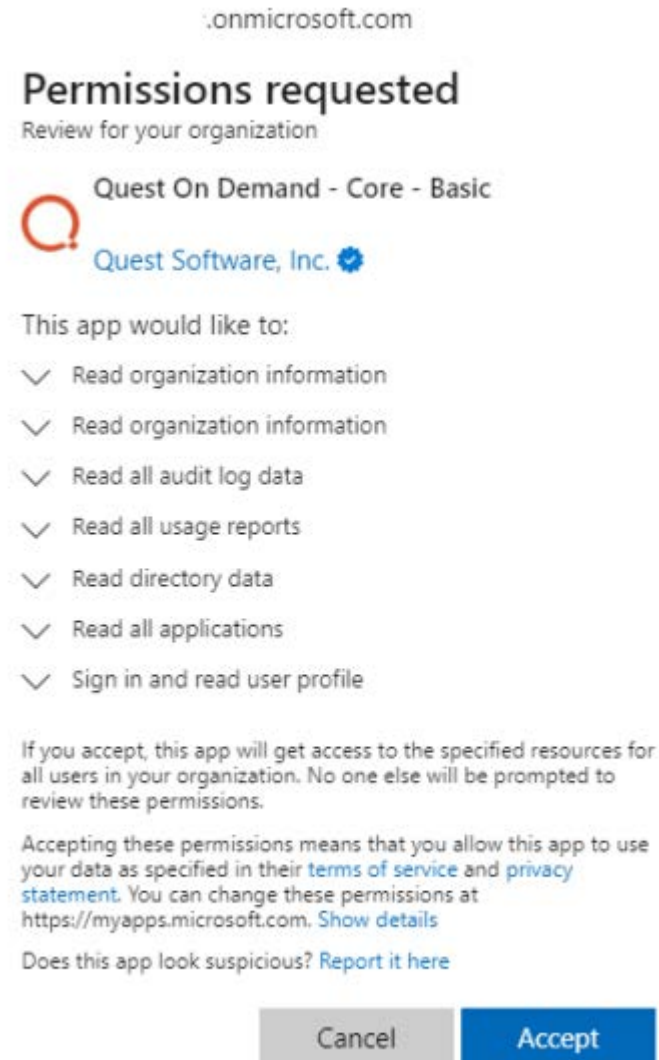 .onmicrosoft.com
Permissions requested
Review for your organization
Quest On Demand - Core - Basic
Quest Software, Inc.
This app would like to:
Read organization information
Read organization information
Read all audit log data
Read all usage reports
Read directory data
Read all applications
Sign in and read user profile
If you accept, this app will get access to the specified resources for
all users in your organization. No one else will be prompted to
review these permissions.
Accepting these permissions means that you allow this app to use
your data as specified in their terms of service and privacy
statement. You can change these permissions at
https://myapps.microsoft.com. Show details
Does this app look suspicious? Report it here
Cancel Accept